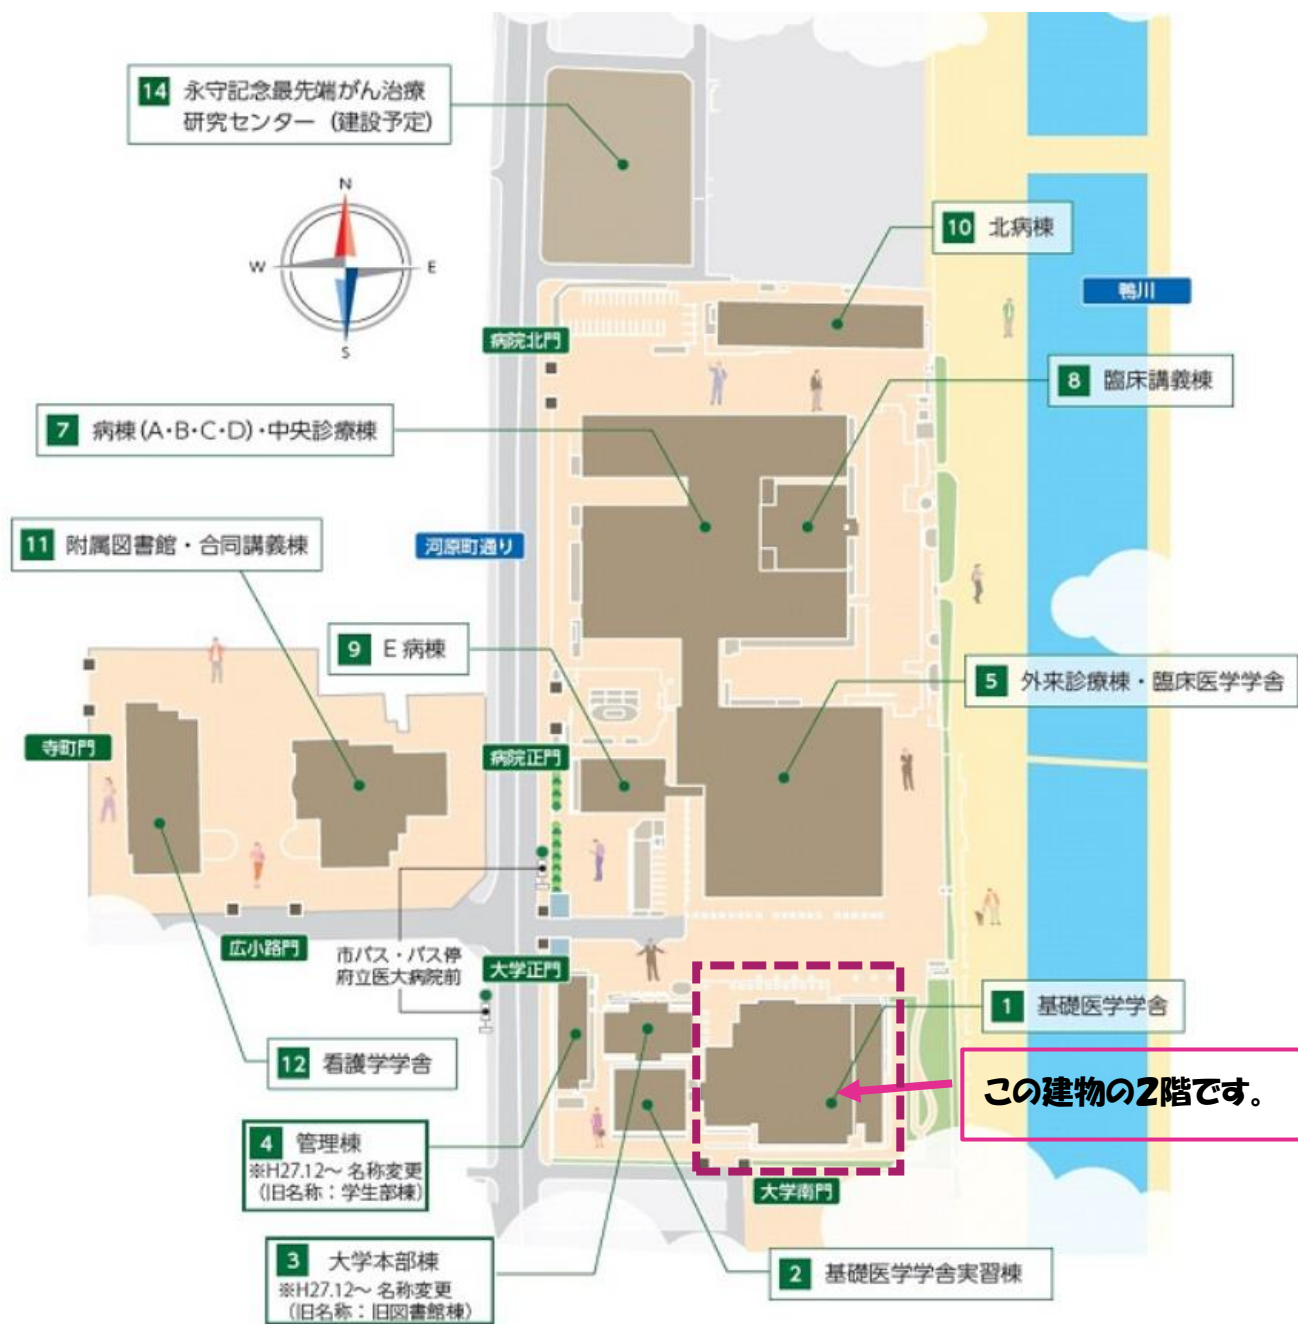 14 永守記念最先端がん治療
研究センター（建設予定）
N
W
E
S
10 北病棟
鴨川
病院北門
8 臨床講義棟
7 病棟(A・B・C・D)・中央診療棟
11 附属図書館・合同講義棟
河原町通り
9 E 病棟
5 外来診療棟・臨床医学学舎
寺町門
病院正門
広小路門
市バス・バス停
府立医大病院前
大学正門
1 基礎医学学舎
12 看護学学舎
この建物の2階です。
4 管理棟
※H27.12～ 名称変更
（旧名称：学生部棟）
大学南門
3 大学本部棟
※H27.12～ 名称変更
（旧名称：旧図書館棟）
2 基礎医学学舎実習棟